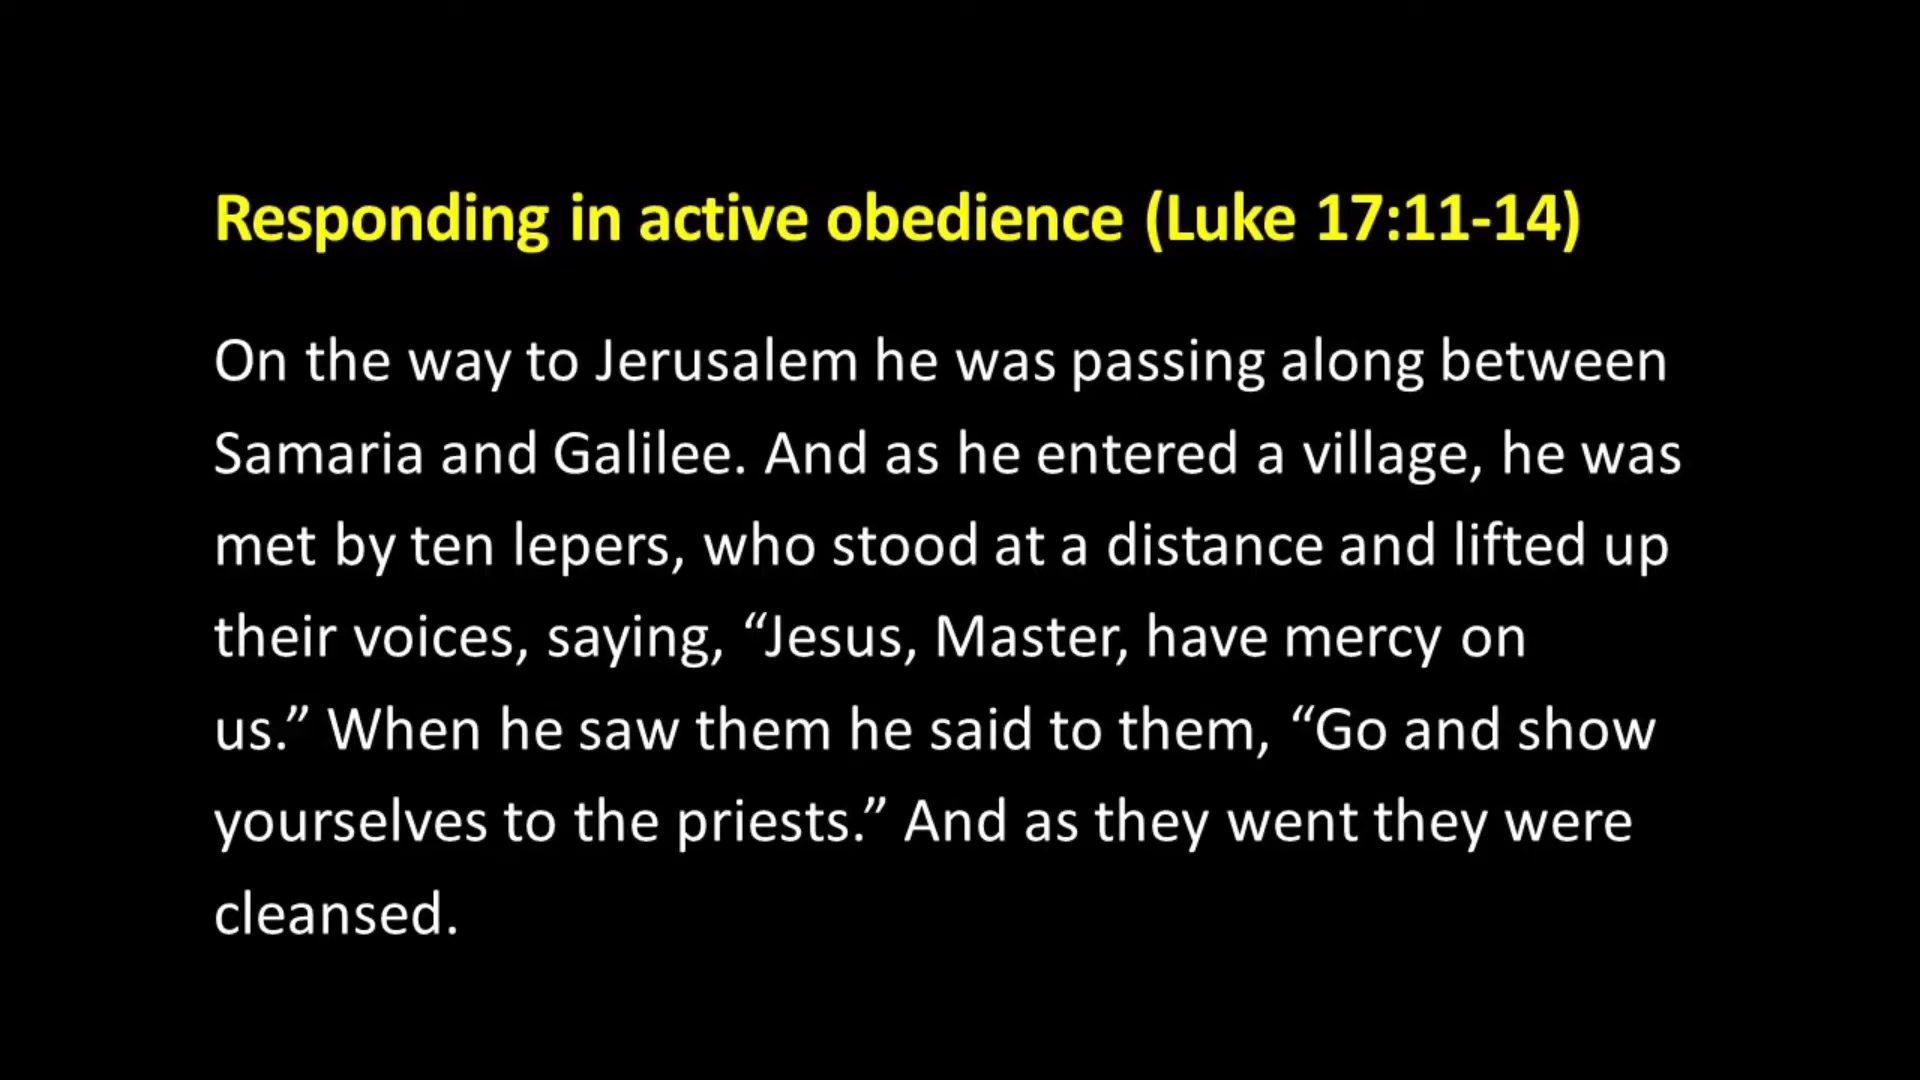 Responding in active obedience (Luke 17:11-14)
On the way to Jerusalem he was passing along between
Samaria and Galilee. And as he entered a village, he was
met by ten lepers, who stood at a distance and lifted up
their voices, saying, “Jesus, Master, have mercy on
us.” When he saw them he said to them, “Go and show
yourselves to the priests.” And as they went they were
cleansed.